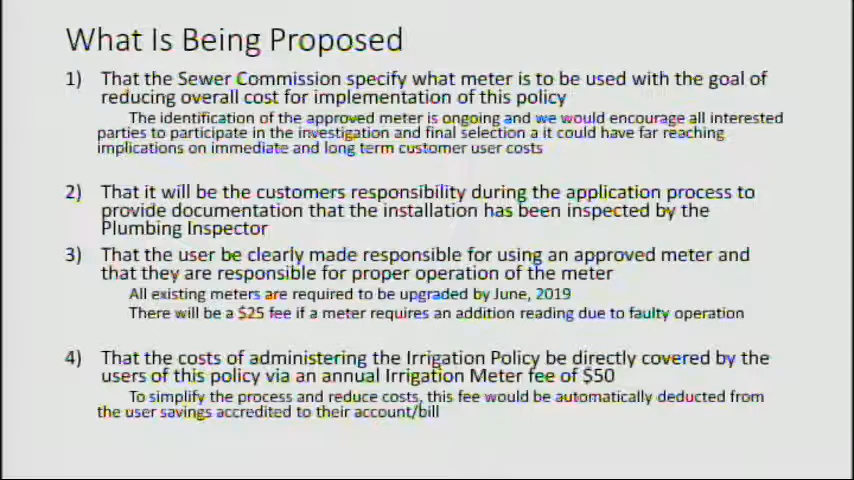 What Is Being Proposed
1) That the Sewer Commission specify what meter is to be used with the goal of
reducing overall cost for implementation of this policy
The identification of the approved meter is ongoing and we would encourage all interested
parties to participate in the investigation and final selection a it could have far reaching
implications on immediate and long term customer user costs
2) That it will be the customers responsibility during the application process to
provide documentation that the installation has been inspected by the
Plumbing Inspector
3) That the user be clearly made responsible for using an approved meter and
that they are responsible for proper operation of the meter
All existing meters are required to be upgraded by June, 2019
There will be a $25 fee if a meter requires an addition reading due to faulty operation
4) That the costs of administering the Irrigation Policy be directly covered by the
users of this policy via an annual Irrigation Meter fee of $50
To simplify the process and reduce costs, this fee would be automatically deducted from
the user savings accredited to their account/bill